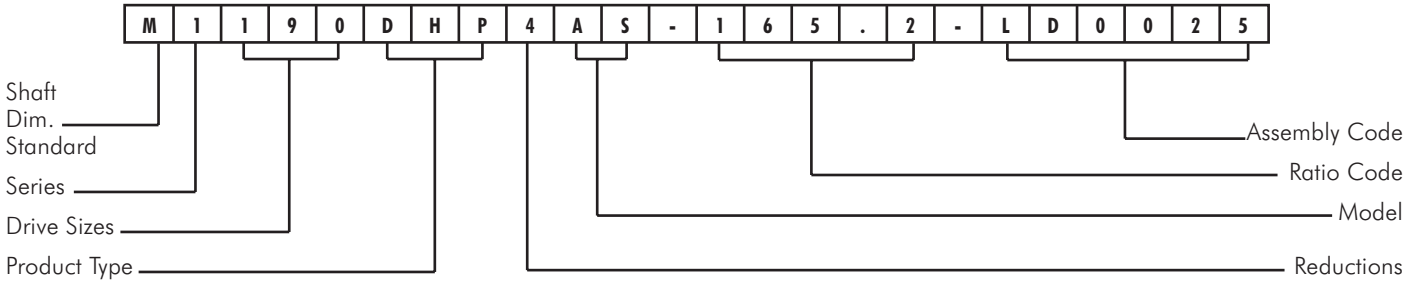 M 1 1 9 0 D H P 4 A S - 1 6 5 . 2 - L D 0 0 2 5
Shaft
Dim.
Standard
Series
Drive Sizes
Product Type
Assembly Code
Ratio Code
Model
Reductions